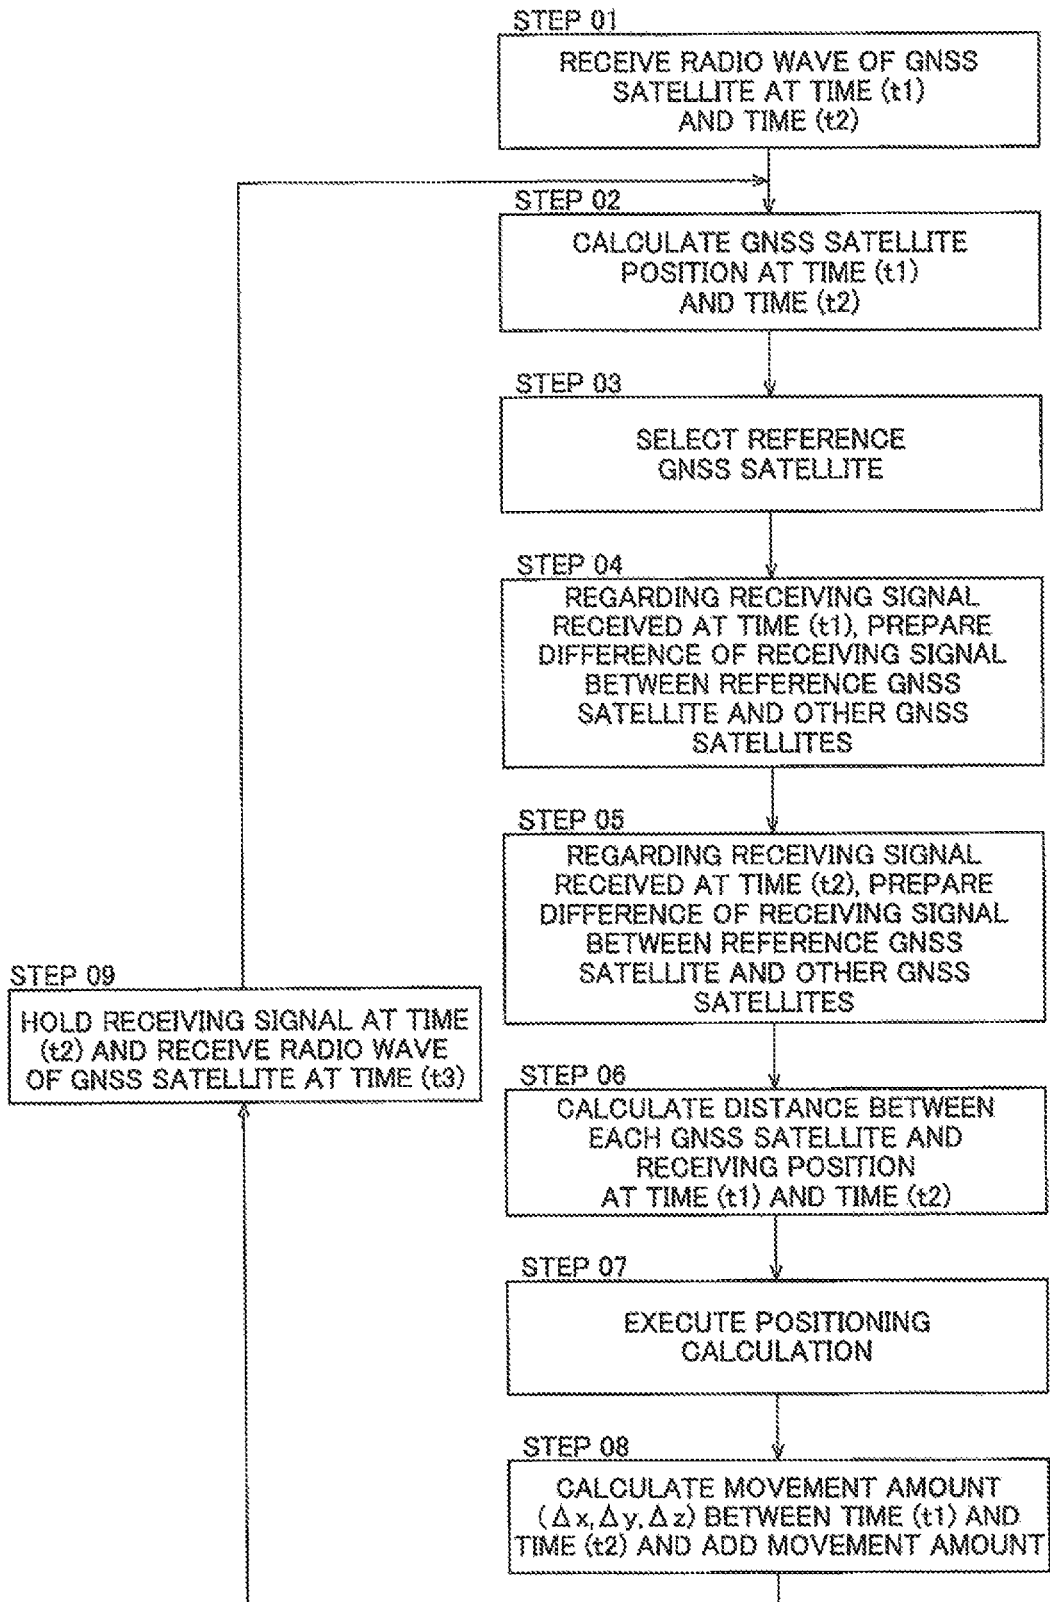 STEP 01
RECEIVE RADIO WAVE OF GNSS
SATELLITE AT TIME (t1)
AND TIME (t2)
STEP 02
CALCULATE GNSS SATELLITE
POSITION AT TIME (t1)
AND TIME (t2)
STEP 03
SELECT REFERENCE
GNSS SATELLITE
STEP 04
REGARDING RECEIVING SIGNAL
RECEIVED AT TIME (t1), PREPARE
DIFFERENCE OF RECEIVING SIGNAL
BETWEEN REFERENCE GNSS
SATELLITE AND OTHER GNSS
SATELLITES
STEP 05
REGARDING RECEIVING SIGNAL
RECEIVED AT TIME (t2), PREPARE
DIFFERENCE OF RECEIVING SIGNAL
BETWEEN REFERENCE GNSS
SATELLITE AND OTHER GNSS
SATELLITES
STEP 06
CALCULATE DISTANCE BETWEEN
EACH GNSS SATELLITE AND
RECEIVING POSITION
AT TIME (t1) AND TIME (t2)
STEP 07
EXECUTE POSITIONING
CALCULATION
STEP 08
CALCULATE MOVEMENT AMOUNT
(Δx,Δy,Δz) BETWEEN TIME (t1) AND
TIME (t2) AND ADD MOVEMENT AMOUNT
STEP 09
HOLD RECEIVING SIGNAL AT TIME
(t2) AND RECEIVE RADIO WAVE
OF GNSS SATELLITE AT TIME (t3)